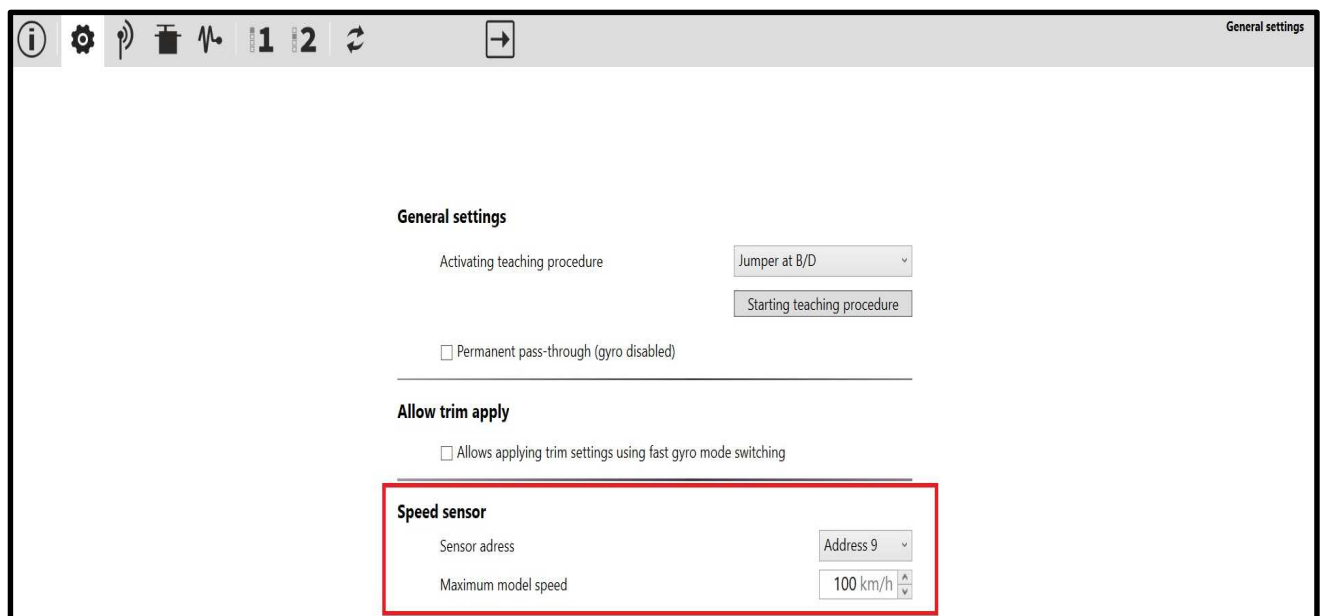 1 2 General settings
General settings
Activating teaching procedure Jumper at B/D
Starting teaching procedure
Permanent pass-through (gyro disabled)
Allow trim apply
Allows applying trim settings using fast gyro mode switching
Speed sensor
Sensor adress Address 9
Maximum model speed 100 km/h